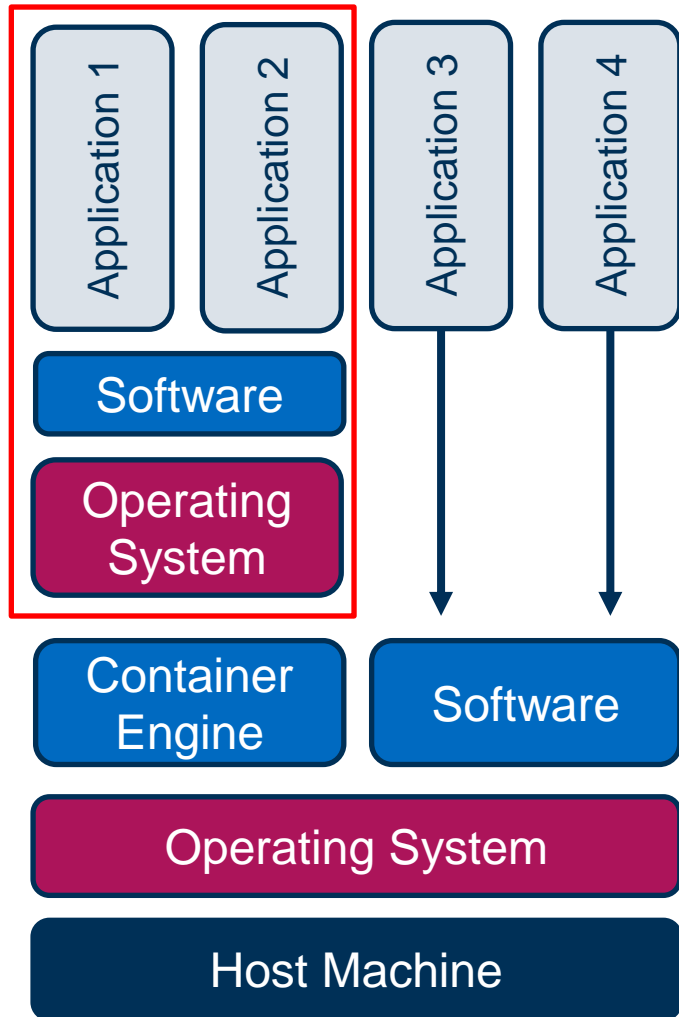 Application 1
Application 2
Application 3
Application 4
Software
Operating
System
Container
Engine
Software
Operating System
Host Machine